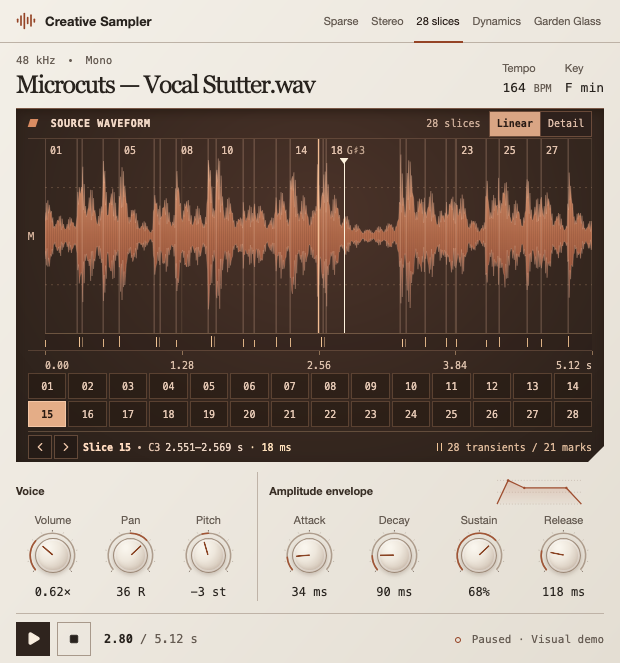 Creative Sampler
Sparse Stereo 28 slices Dynamics Garden Glass
48 kHz • Mono
Microcuts — Vocal Stutter.wav
Tempo Key
164 BPM F min
SOURCE WAVEFORM 28 slices Linear Detail
01 05 08 10 14 18 G♯3 23 25 27
M
0.00 1.28 2.56 3.84 5.12 s
01 02 03 04 05 06 07 08 09 10 11 12 13 14
15 16 17 18 19 20 21 22 23 24 25 26 27 28
Slice 15 • C3 2.551–2.569 s · 18 ms 28 transients / 21 marks
Voice Amplitude envelope
Volume Pan Pitch Attack Decay Sustain Release
0.62× 36 R −3 st 34 ms 90 ms 68% 118 ms
2.80 / 5.12 s Paused · Visual demo